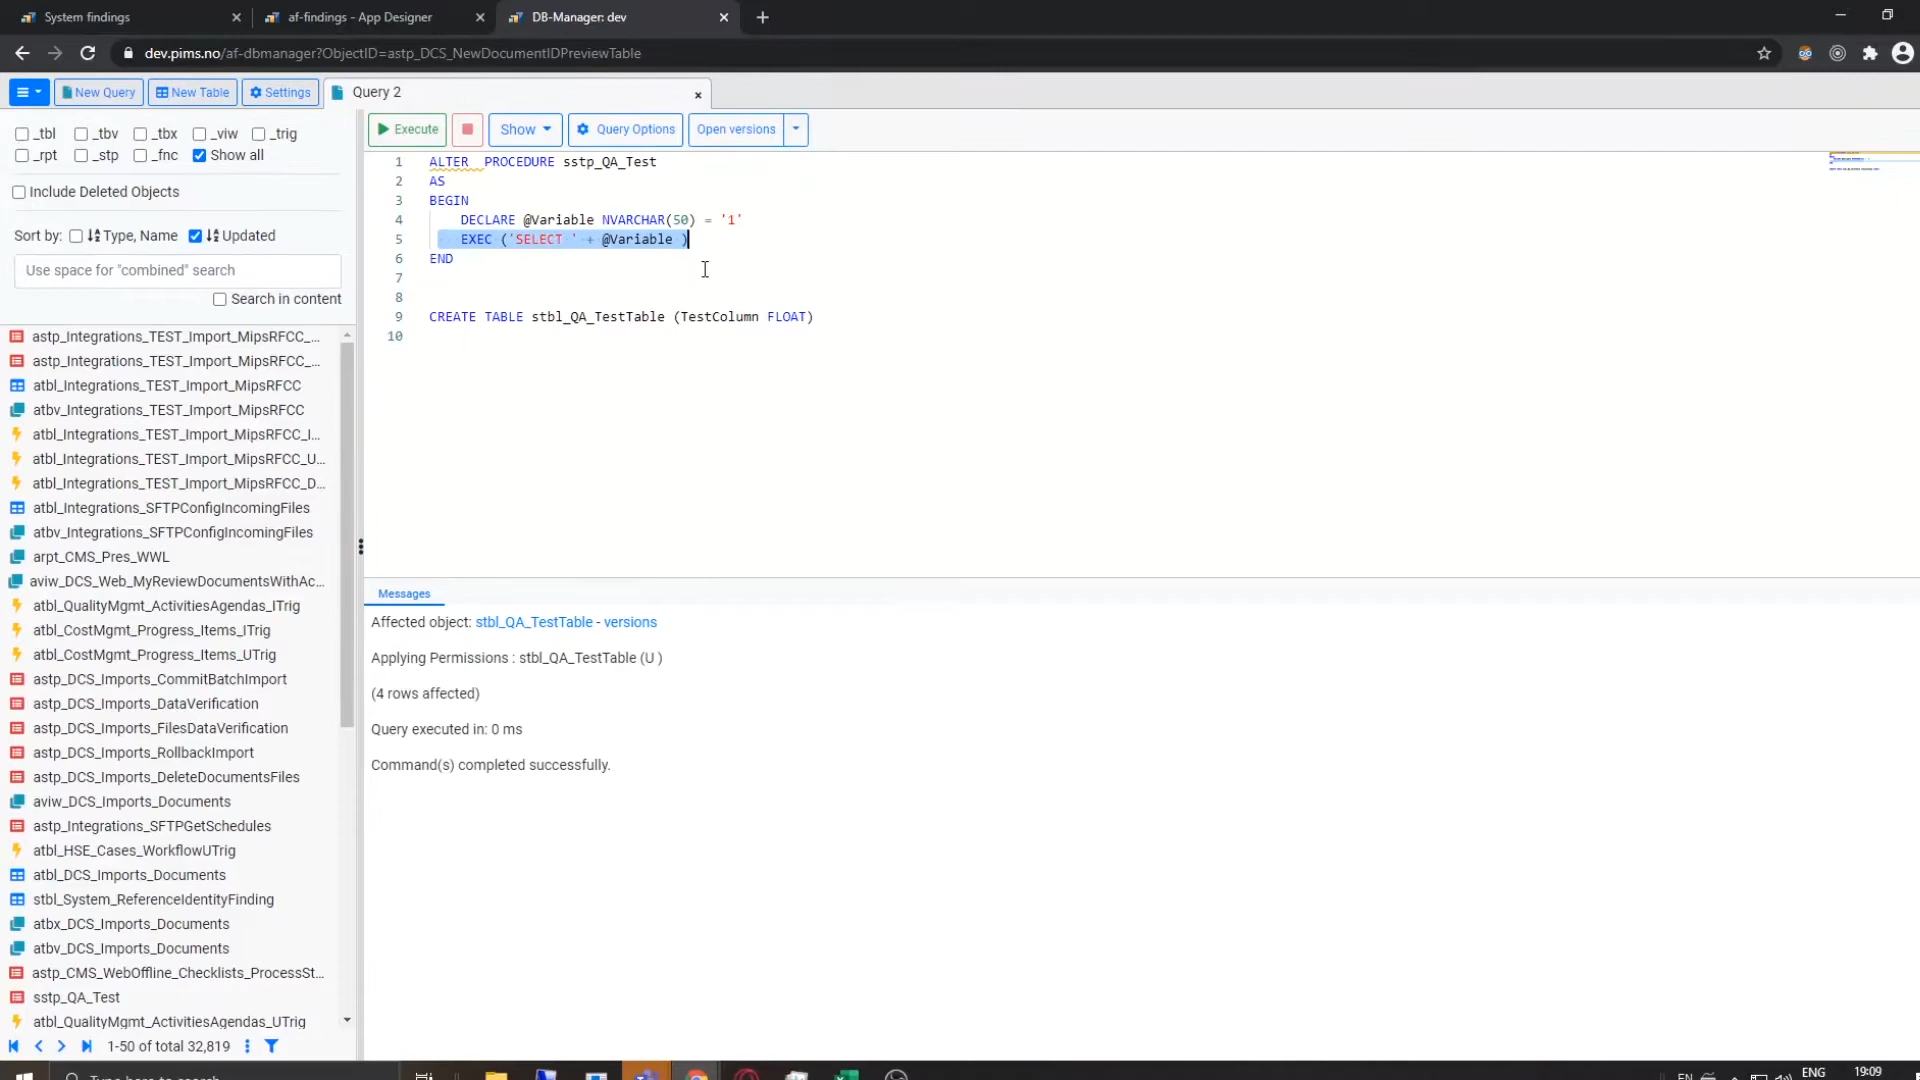 System findings
af-findings - App Designer
DB-Manager: dev
dev.pims.no/af-dbmanager?ObjectID=astp_DCS_NewDocumentIDPreviewTable
New Query
New Table
Settings
Query 2
_tbl
_tbv
_tbx
_viw
_trig
_rpt
_stp
_fnc
Show all
Include Deleted Objects
Sort by:
Type, Name
Updated
Use space for "combined" search
Search in content
astp_Integrations_TEST_Import_MipsRFCC_...
astp_Integrations_TEST_Import_MipsRFCC_...
atbl_Integrations_TEST_Import_MipsRFCC
atbv_Integrations_TEST_Import_MipsRFCC
atbl_Integrations_TEST_Import_MipsRFCC_I...
atbl_Integrations_TEST_Import_MipsRFCC_U...
atbl_Integrations_TEST_Import_MipsRFCC_D...
atbl_Integrations_SFTPConfigIncomingFiles
atbv_Integrations_SFTPConfigIncomingFiles
arpt_CMS_Pres_WWL
aviw_DCS_Web_MyReviewDocumentsWithAc...
atbl_QualityMgmt_ActivitiesAgendas_ITrig
atbl_CostMgmt_Progress_Items_ITrig
atbl_CostMgmt_Progress_Items_UTrig
astp_DCS_Imports_CommitBatchImport
astp_DCS_Imports_DataVerification
astp_DCS_Imports_FilesDataVerification
astp_DCS_Imports_RollbackImport
astp_DCS_Imports_DeleteDocumentsFiles
aviw_DCS_Imports_Documents
astp_Integrations_SFTPGetSchedules
atbl_HSE_Cases_WorkflowUTrig
atbl_DCS_Imports_Documents
stbl_System_ReferenceIdentityFinding
atbx_DCS_Imports_Documents
atbv_DCS_Imports_Documents
astp_CMS_WebOffline_Checklists_ProcessSt...
sstp_QA_Test
atbl_QualityMgmt_ActivitiesAgendas_UTrig
1-50 of total 32,819
Execute
Show
Query Options
Open versions
1 ALTER  PROCEDURE sstp_QA_Test
2 AS
3 BEGIN
4 DECLARE @Variable NVARCHAR(50) = '1'
5 EXEC ('SELECT ' + @Variable )
6 END
7
8
9 CREATE TABLE stbl_QA_TestTable (TestColumn FLOAT)
10
Messages
Affected object: stbl_QA_TestTable - versions
Applying Permissions : stbl_QA_TestTable (U )
(4 rows affected)
Query executed in: 0 ms
Command(s) completed successfully.
Type here to search
EN
ENG
19:09